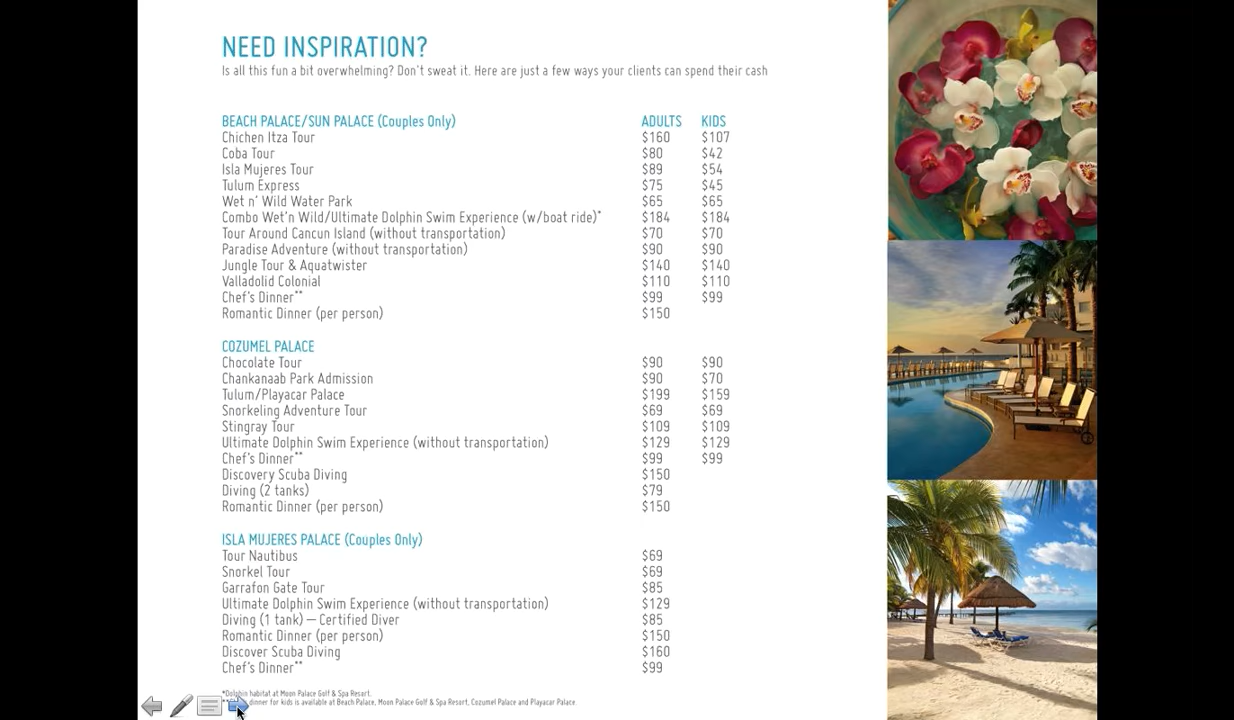 NEED INSPIRATION?
Is all this fun a bit overwhelming? Don't sweat it. Here are just a few ways your clients can spend their cash
BEACH PALACE/SUN PALACE (Couples Only) ADULTS KIDS
Chichen Itza Tour $160 $107
Coba Tour $80 $42
Isla Mujeres Tour $89 $54
Tulum Express $75 $45
Wet n' Wild Water Park $65 $65
Combo Wet'n Wild/Ultimate Dolphin Swim Experience (w/boat ride)* $184 $184
Tour Around Cancun Island (without transportation) $70 $70
Paradise Adventure (without transportation) $90 $90
Jungle Tour & Aquatwister $140 $140
Valladolid Colonial $110 $110
Chef's Dinner** $99 $99
Romantic Dinner (per person) $150
COZUMEL PALACE
Chocolate Tour $90 $90
Chankanaab Park Admission $90 $70
Tulum/Playacar Palace $199 $159
Snorkeling Adventure Tour $69 $69
Stingray Tour $109 $109
Ultimate Dolphin Swim Experience (without transportation) $129 $129
Chef's Dinner** $99 $99
Discovery Scuba Diving $150
Diving (2 tanks) $79
Romantic Dinner (per person) $150
ISLA MUJERES PALACE (Couples Only)
Tour Nautibus $69
Snorkel Tour $69
Garrafon Gate Tour $85
Ultimate Dolphin Swim Experience (without transportation) $129
Diving (1 tank) – Certified Diver $85
Romantic Dinner (per person) $150
Discover Scuba Diving $160
Chef's Dinner** $99
*Dolphin habitat at Moon Palace Golf & Spa Resort.
** dinner for kids is available at Beach Palace, Moon Palace Golf & Spa Resort, Cozumel Palace and Playacar Palace.